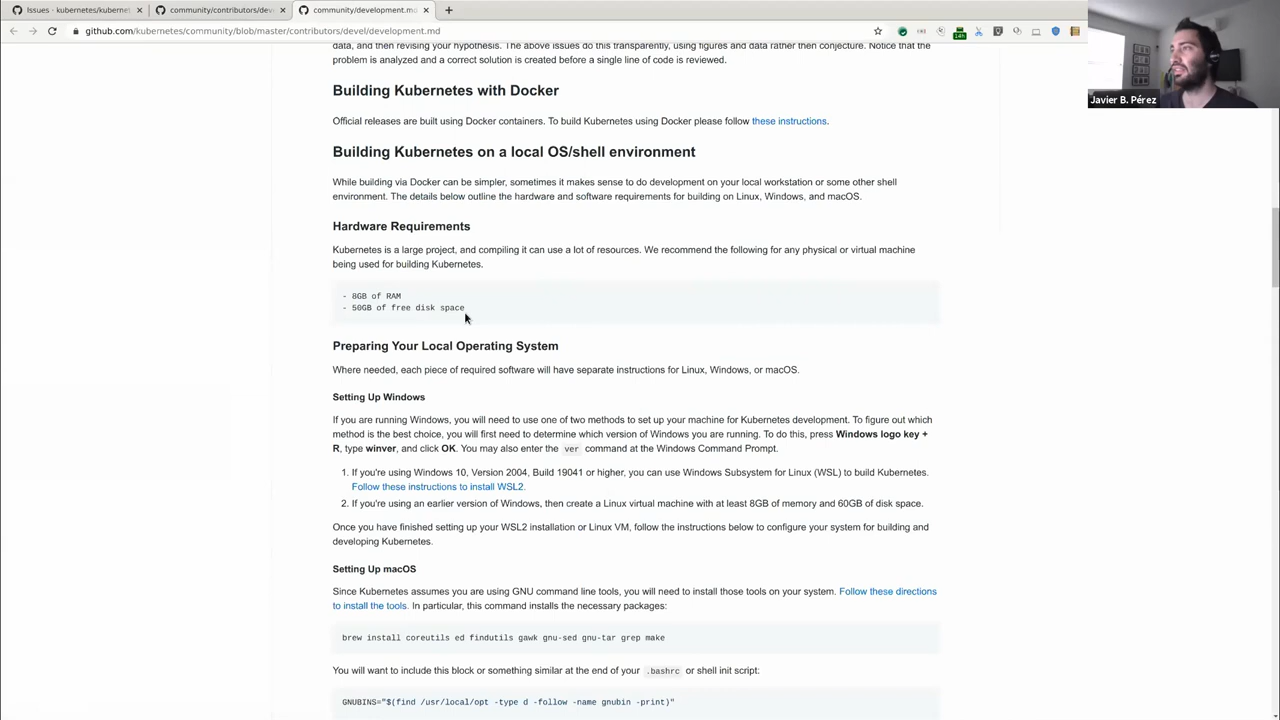 Issues · kubernetes/kubernet
community/contributors/dev
community/development.md
github.com/kubernetes/community/blob/master/contributors/devel/development.md
14h
data, and then revising your hypothesis. The above issues do this transparently, using figures and data rather then conjecture. Notice that the
problem is analyzed and a correct solution is created before a single line of code is reviewed.
Javier B. Pérez
Building Kubernetes with Docker
Official releases are built using Docker containers. To build Kubernetes using Docker please follow these instructions.
Building Kubernetes on a local OS/shell environment
While building via Docker can be simpler, sometimes it makes sense to do development on your local workstation or some other shell
environment. The details below outline the hardware and software requirements for building on Linux, Windows, and macOS.
Hardware Requirements
Kubernetes is a large project, and compiling it can use a lot of resources. We recommend the following for any physical or virtual machine
being used for building Kubernetes.
- 8GB of RAM
- 50GB of free disk space
Preparing Your Local Operating System
Where needed, each piece of required software will have separate instructions for Linux, Windows, or macOS.
Setting Up Windows
If you are running Windows, you will need to use one of two methods to set up your machine for Kubernetes development. To figure out which
method is the best choice, you will first need to determine which version of Windows you are running. To do this, press Windows logo key +
R, type winver, and click OK. You may also enter the ver command at the Windows Command Prompt.
1. If you're using Windows 10, Version 2004, Build 19041 or higher, you can use Windows Subsystem for Linux (WSL) to build Kubernetes.
Follow these instructions to install WSL2.
2. If you're using an earlier version of Windows, then create a Linux virtual machine with at least 8GB of memory and 60GB of disk space.
Once you have finished setting up your WSL2 installation or Linux VM, follow the instructions below to configure your system for building and
developing Kubernetes.
Setting Up macOS
Since Kubernetes assumes you are using GNU command line tools, you will need to install those tools on your system. Follow these directions
to install the tools. In particular, this command installs the necessary packages:
brew install coreutils ed findutils gawk gnu-sed gnu-tar grep make
You will want to include this block or something similar at the end of your .bashrc or shell init script:
GNUBINS="$(find /usr/local/opt -type d -follow -name gnubin -print)"